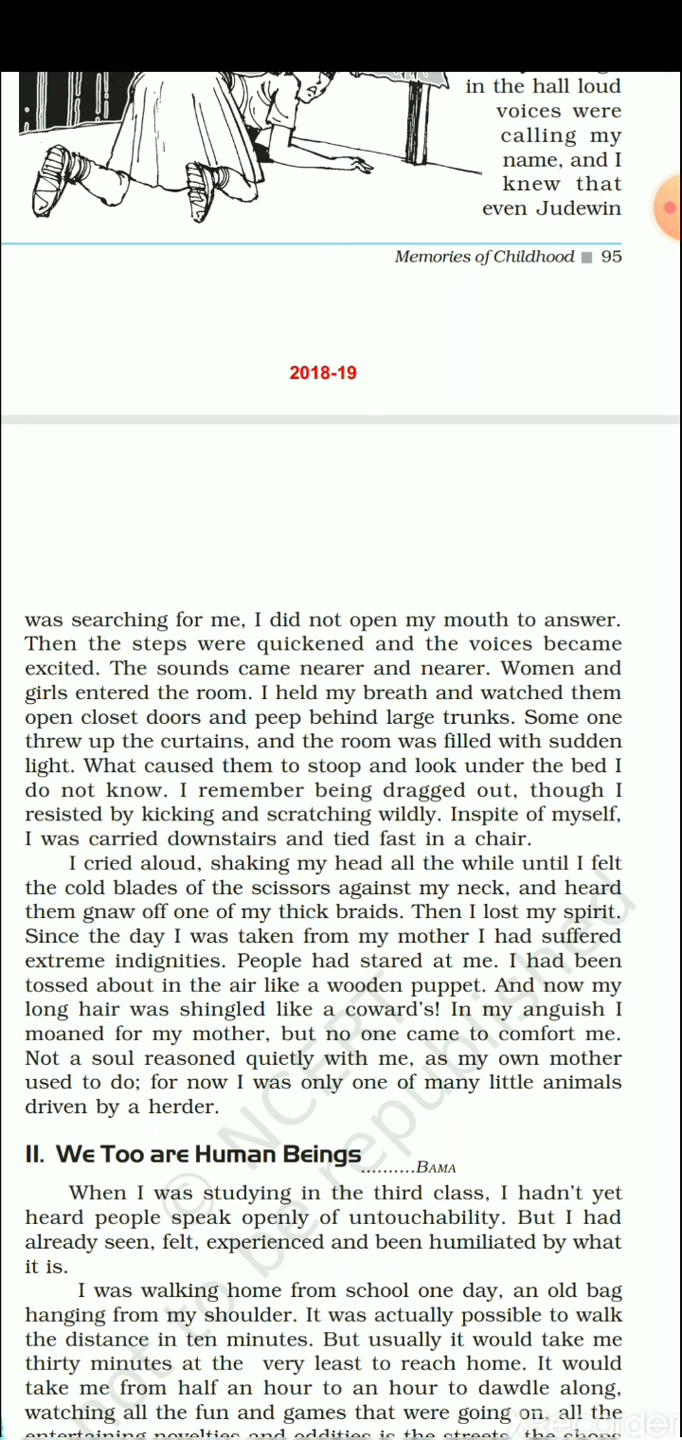 in the hall loud
voices were
calling my
name, and I
knew that
even Judewin
Memories of Childhood 95
2018-19
was searching for me, I did not open my mouth to answer.
Then the steps were quickened and the voices became
excited. The sounds came nearer and nearer. Women and
girls entered the room. I held my breath and watched them
open closet doors and peep behind large trunks. Some one
threw up the curtains, and the room was filled with sudden
light. What caused them to stoop and look under the bed I
do not know. I remember being dragged out, though I
resisted by kicking and scratching wildly. Inspite of myself,
I was carried downstairs and tied fast in a chair.
I cried aloud, shaking my head all the while until I felt
the cold blades of the scissors against my neck, and heard
them gnaw off one of my thick braids. Then I lost my spirit.
Since the day I was taken from my mother I had suffered
extreme indignities. People had stared at me. I had been
tossed about in the air like a wooden puppet. And now my
long hair was shingled like a coward's! In my anguish I
moaned for my mother, but no one came to comfort me.
Not a soul reasoned quietly with me, as my own mother
used to do; for now I was only one of many little animals
driven by a herder.
II. We Too are Human Beings
..........BAMA
When I was studying in the third class, I hadn't yet
heard people speak openly of untouchability. But I had
already seen, felt, experienced and been humiliated by what
it is.
I was walking home from school one day, an old bag
hanging from my shoulder. It was actually possible to walk
the distance in ten minutes. But usually it would take me
thirty minutes at the very least to reach home. It would
take me from half an hour to an hour to dawdle along,
watching all the fun and games that were going on, all the
entertaining novelties and oddities is the streets, the shops
© NCERT
not to be republished
XRecorder